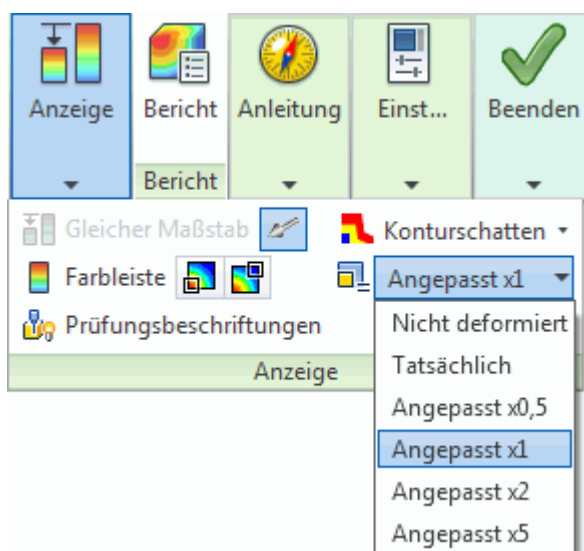 Anzeige
Bericht
Anleitung
Einst...
Beenden
Bericht
Gleicher Maßstab
Konturschatten
Farbleiste
Angepasst x1
Prüfungsbeschriftungen
Anzeige
Nicht deformiert
Tatsächlich
Angepasst x0,5
Angepasst x1
Angepasst x2
Angepasst x5